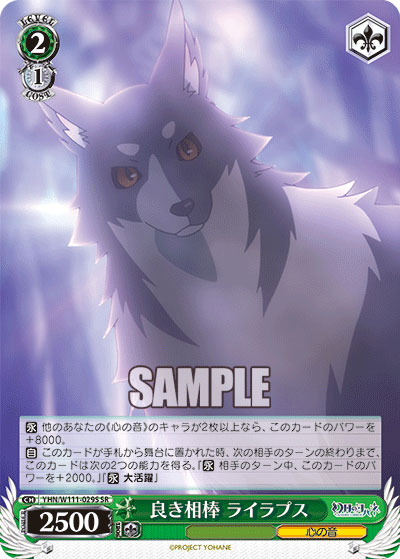 LEVEL
2
1
COST
SAMPLE
永 他のあなたの《心の音》のキャラが2枚以上なら、このカードのパワーを
+8000。
自 このカードが手札から舞台に置かれた時、次の相手のターンの終わりまで、
このカードは次の2つの能力を得る。『永 相手のターン中、このカードのパワー
を+2000。』『永 大活躍』
CH YHN/W111-029SSR
2500
良き相棒 ライラプス
心の音
©PROJECT YOHANE